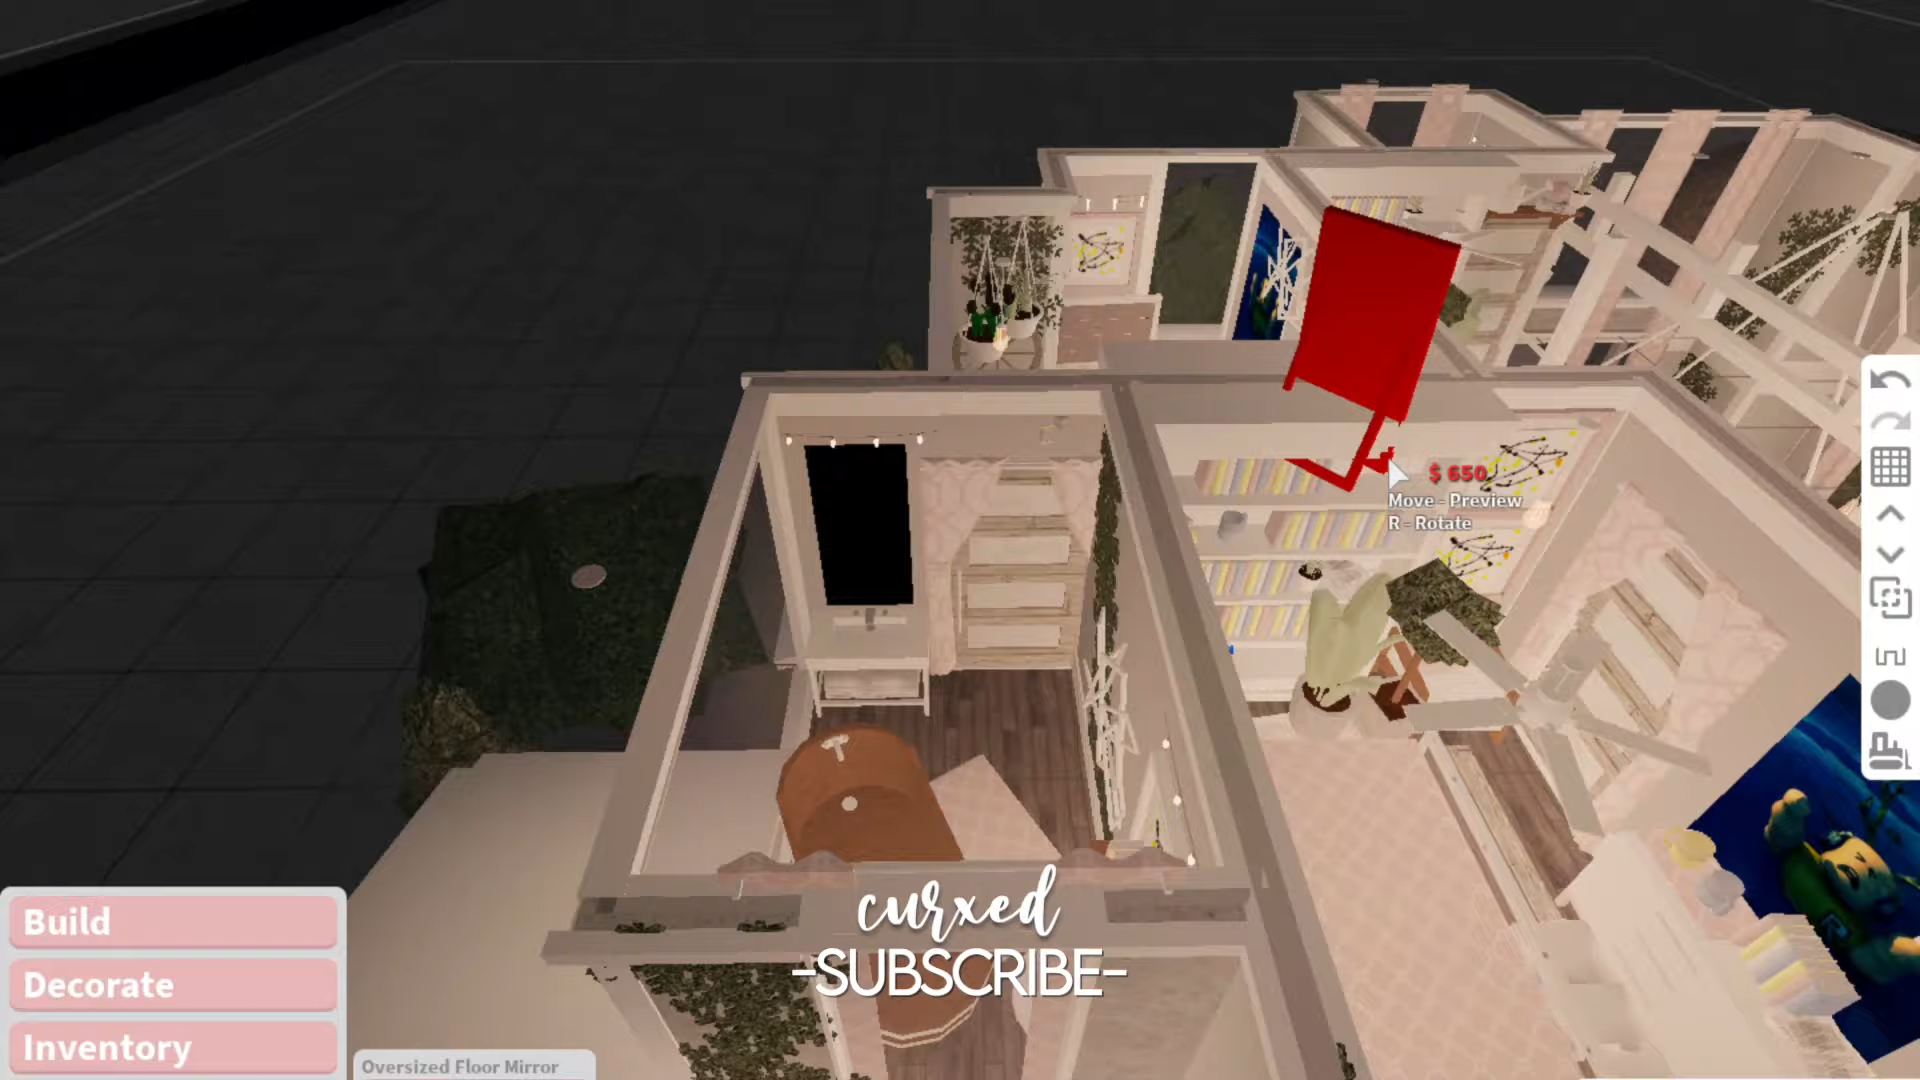 $ 650
Move - Preview
R - Rotate
curxed
-SUBSCRIBE-
Build
Decorate
Inventory
Oversized Floor Mirror